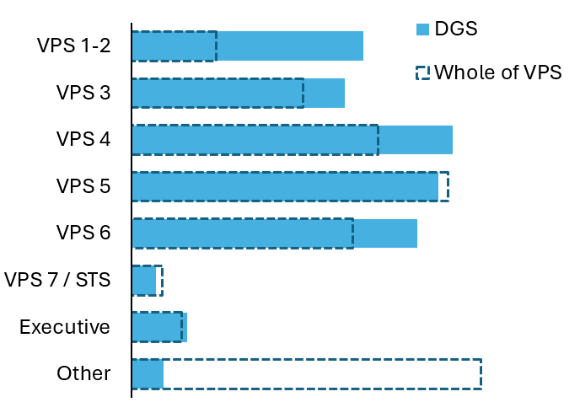 VPS 1-2
DGS
Whole of VPS
VPS 3
VPS 4
VPS 5
VPS 6
VPS 7 / STS
Executive
Other